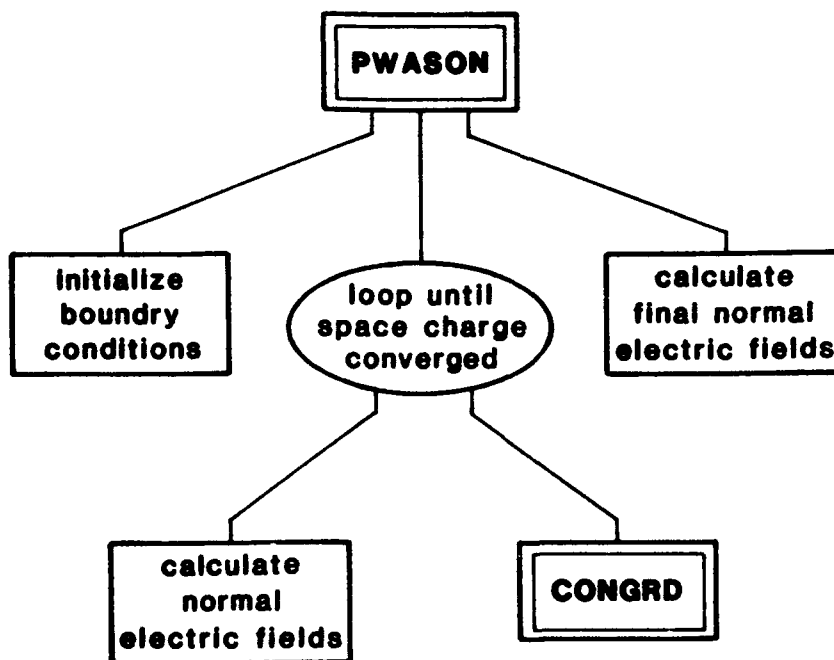 PWASON
initialize
boundry
conditions
loop until
space charge
converged
calculate
final normal
electric fields
calculate
normal
electric fields
CONGRD